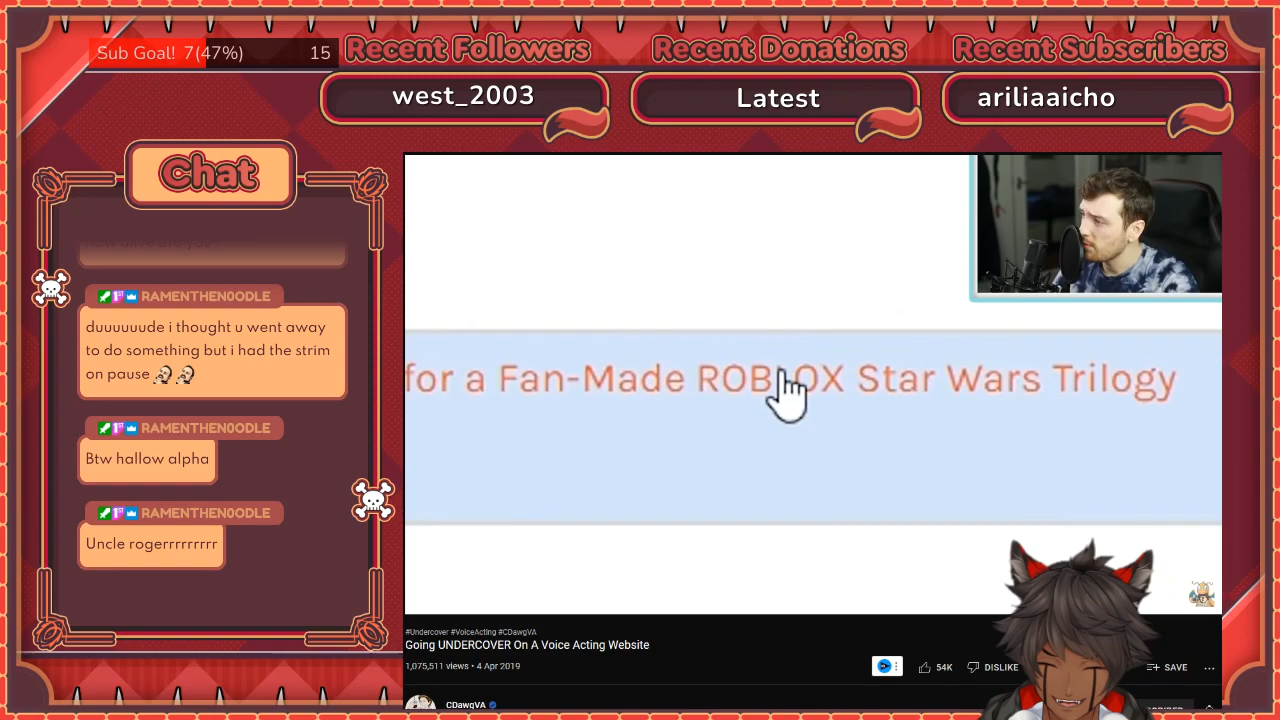 Sub Goal! 7(47%) 15
Recent Followers
Recent Donations
Recent Subscribers
west_2003
Latest
ariliaaicho
Chat
RAMENTHEN0ODLE
duuuuuude i thought u went away
to do something but i had the strim
on pause
RAMENTHEN0ODLE
Btw hallow alpha
RAMENTHEN0ODLE
Uncle rogerrrrrrrrr
for a Fan-Made ROBLOX Star Wars Trilogy
#Undercover #VoiceActing #CDawgVA
Going UNDERCOVER On A Voice Acting Website
1,075,511 views • 4 Apr 2019
54K
DISLIKE
SAVE
CDawgVA